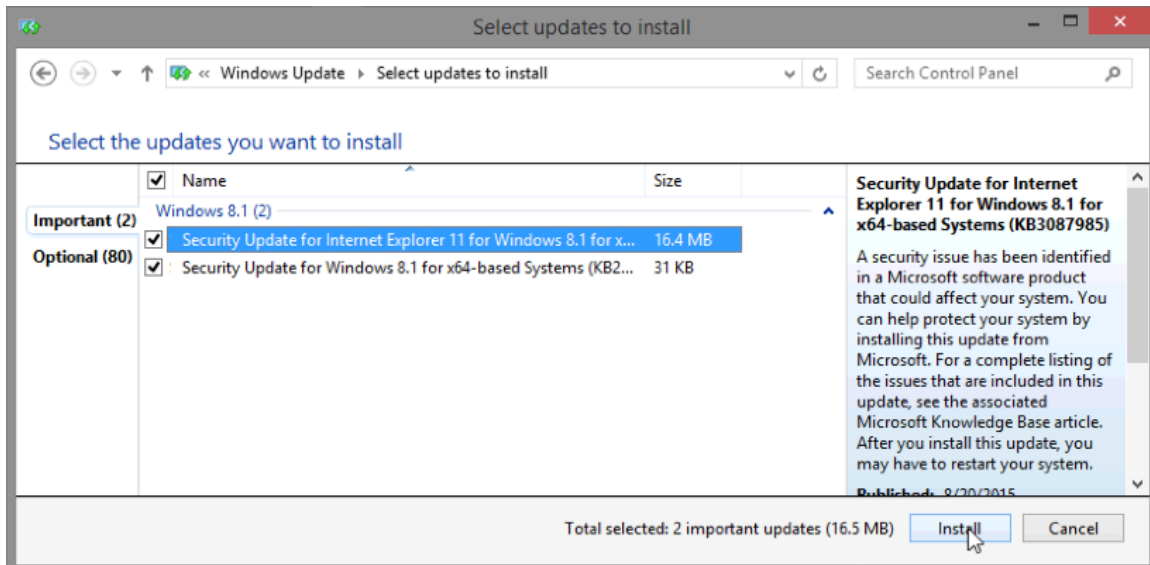 Select updates to install
« Windows Update ▸ Select updates to install
Search Control Panel
Select the updates you want to install
Name Size
Important (2)
Optional (80)
Windows 8.1 (2)
Security Update for Internet Explorer 11 for Windows 8.1 for x... 16.4 MB
Security Update for Windows 8.1 for x64-based Systems (KB2... 31 KB
Security Update for Internet
Explorer 11 for Windows 8.1 for
x64-based Systems (KB3087985)
A security issue has been identified
in a Microsoft software product
that could affect your system. You
can help protect your system by
installing this update from
Microsoft. For a complete listing of
the issues that are included in this
update, see the associated
Microsoft Knowledge Base article.
After you install this update, you
may have to restart your system.
Published: 8/20/2015
Total selected: 2 important updates (16.5 MB)
Install
Cancel